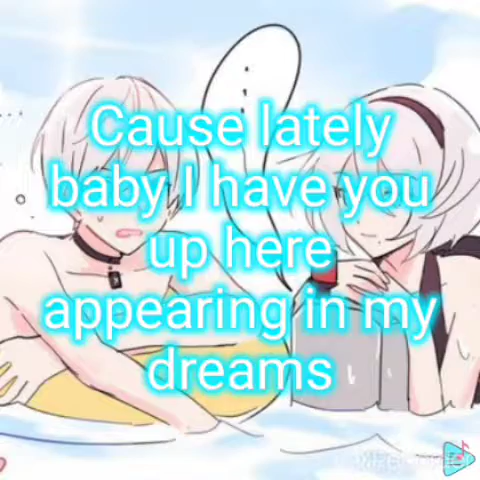 Cause lately
baby I have you
up here
appearing in my
dreams